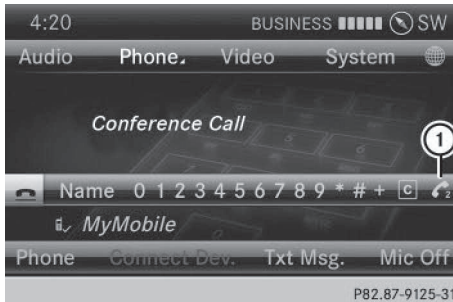 4:20 BUSINESS SW
Audio Phone Video System
Conference Call
1
Name 0 1 2 3 4 5 6 7 8 9 * # + C 2
MyMobile
Phone Connect Dev. Txt Msg. Mic Off
P82.87-9125-31